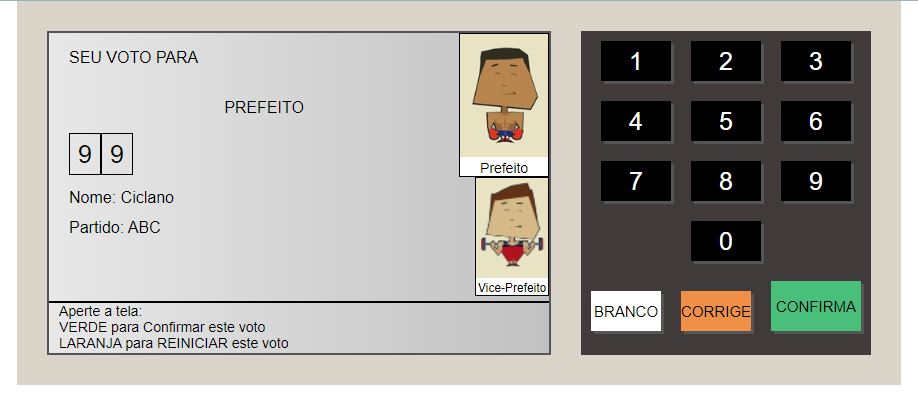 SEU VOTO PARA
PREFEITO
9 9
Nome: Ciclano
Partido: ABC
Prefeito
Vice-Prefeito
Aperte a tela:
VERDE para Confirmar este voto
LARANJA para REINICIAR este voto
1 2 3
4 5 6
7 8 9
0
BRANCO CORRIGE CONFIRMA